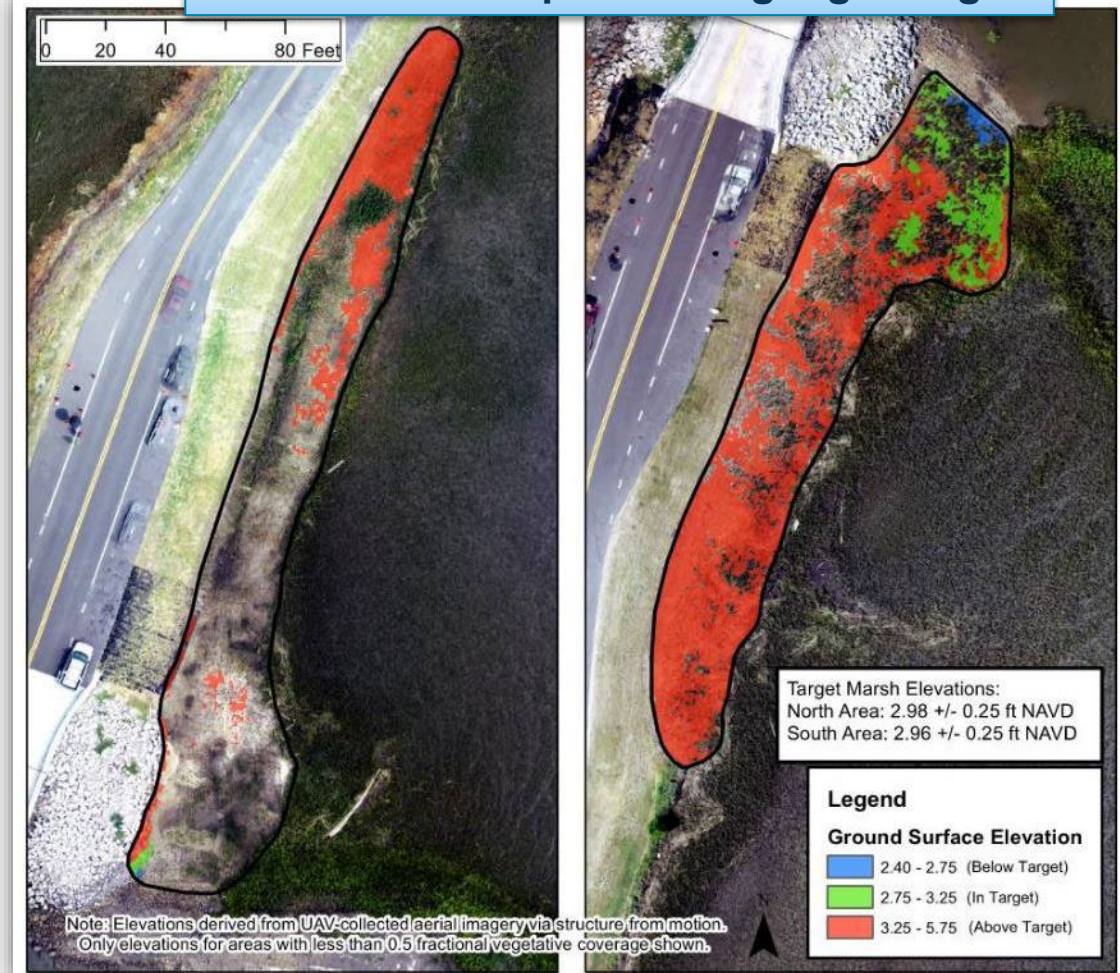 0 20 40 80 Feet
Target Marsh Elevations:
North Area: 2.98 +/- 0.25 ft NAVD
South Area: 2.96 +/- 0.25 ft NAVD
Legend
Ground Surface Elevation
2.40 - 2.75 (Below Target)
2.75 - 3.25 (In Target)
3.25 - 5.75 (Above Target)
N
Note: Elevations derived from UAV-collected aerial imagery via structure from motion.
Only elevations for areas with less than 0.5 fractional vegetative coverage shown.